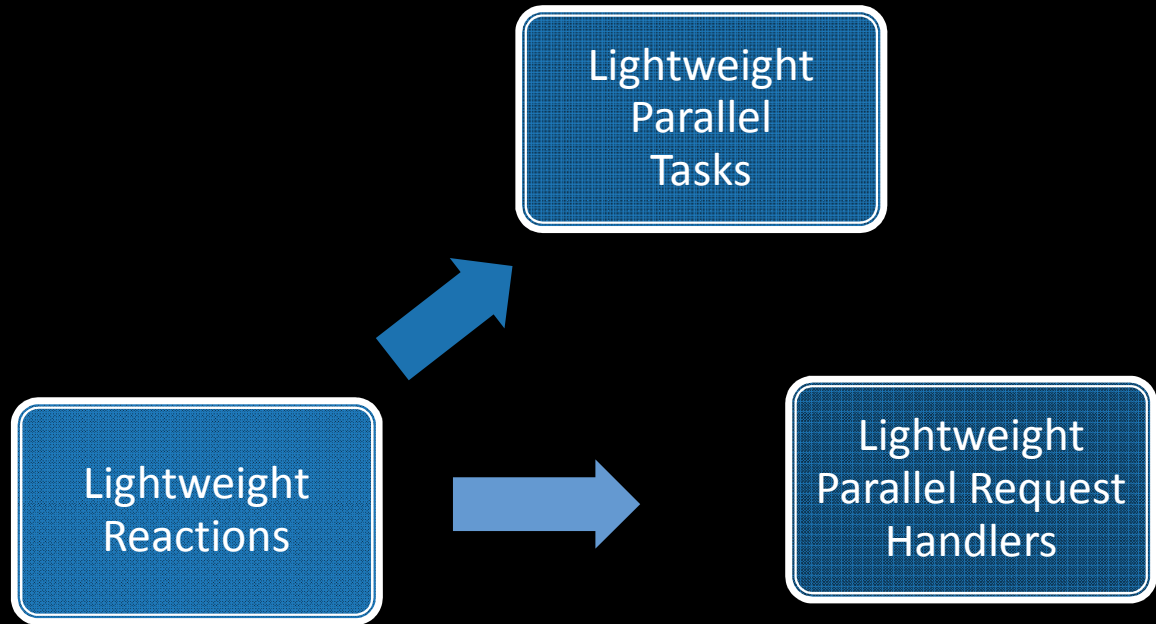 Lightweight
Parallel
Tasks
Lightweight
Reactions
Lightweight
Parallel Request
Handlers